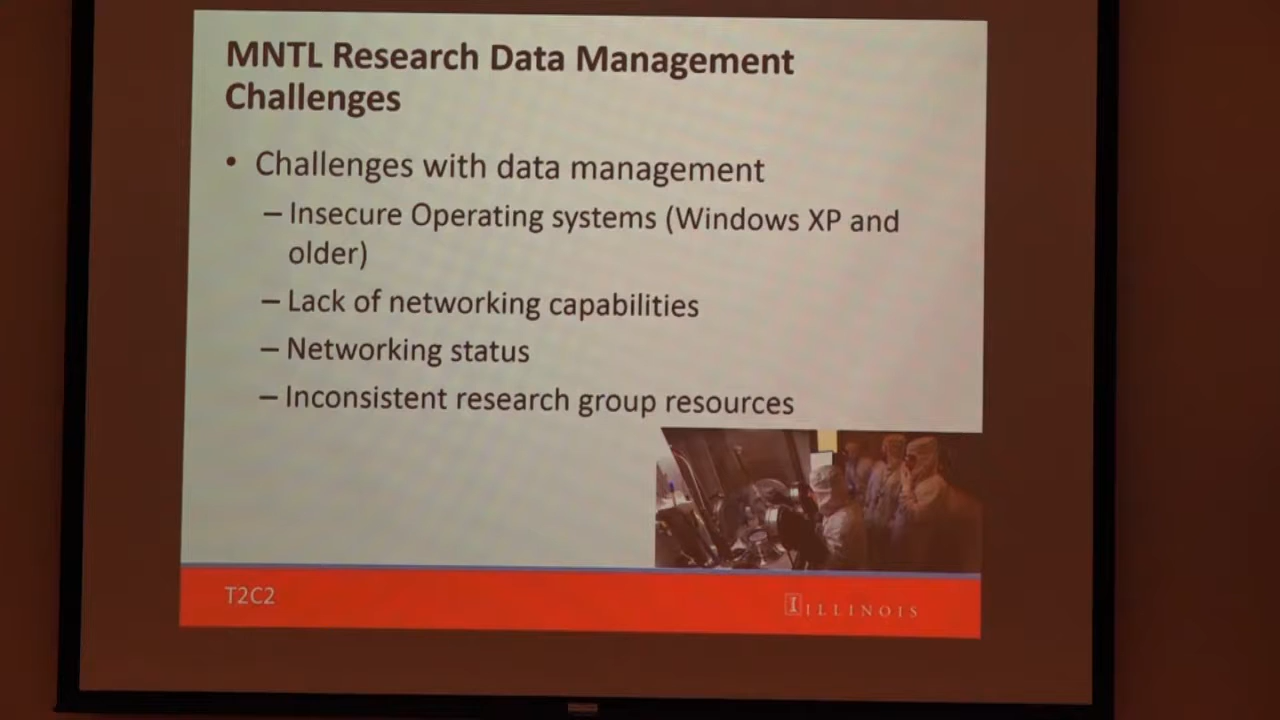 MNTL Research Data Management
Challenges
• Challenges with data management
– Insecure Operating systems (Windows XP and
older)
– Lack of networking capabilities
– Networking status
– Inconsistent research group resources
T2C2
I ILLINOIS